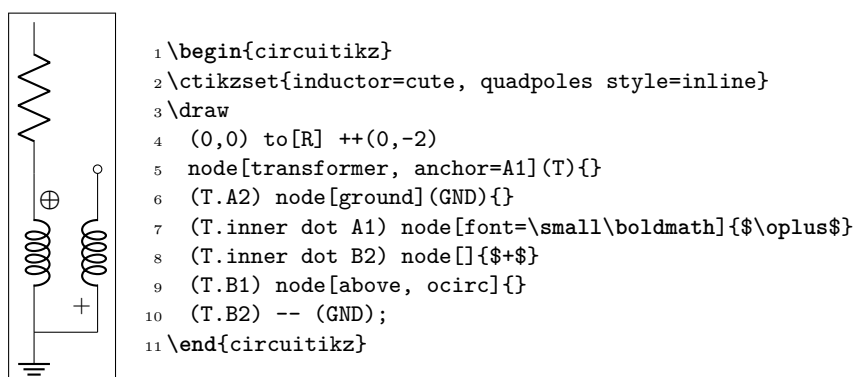 1 \begin{circuitikz}
2 \ctikzset{inductor=cute, quadpoles style=inline}
3 \draw
4   (0,0) to[R] ++(0,-2)
5   node[transformer, anchor=A1](T){}
6   (T.A2) node[ground](GND){}
7   (T.inner dot A1) node[font=\small\boldmath]{$\oplus$}
8   (T.inner dot B2) node[]{$+$}
9   (T.B1) node[above, ocirc]{}
10   (T.B2) -- (GND);
11 \end{circuitikz}
⊕
+